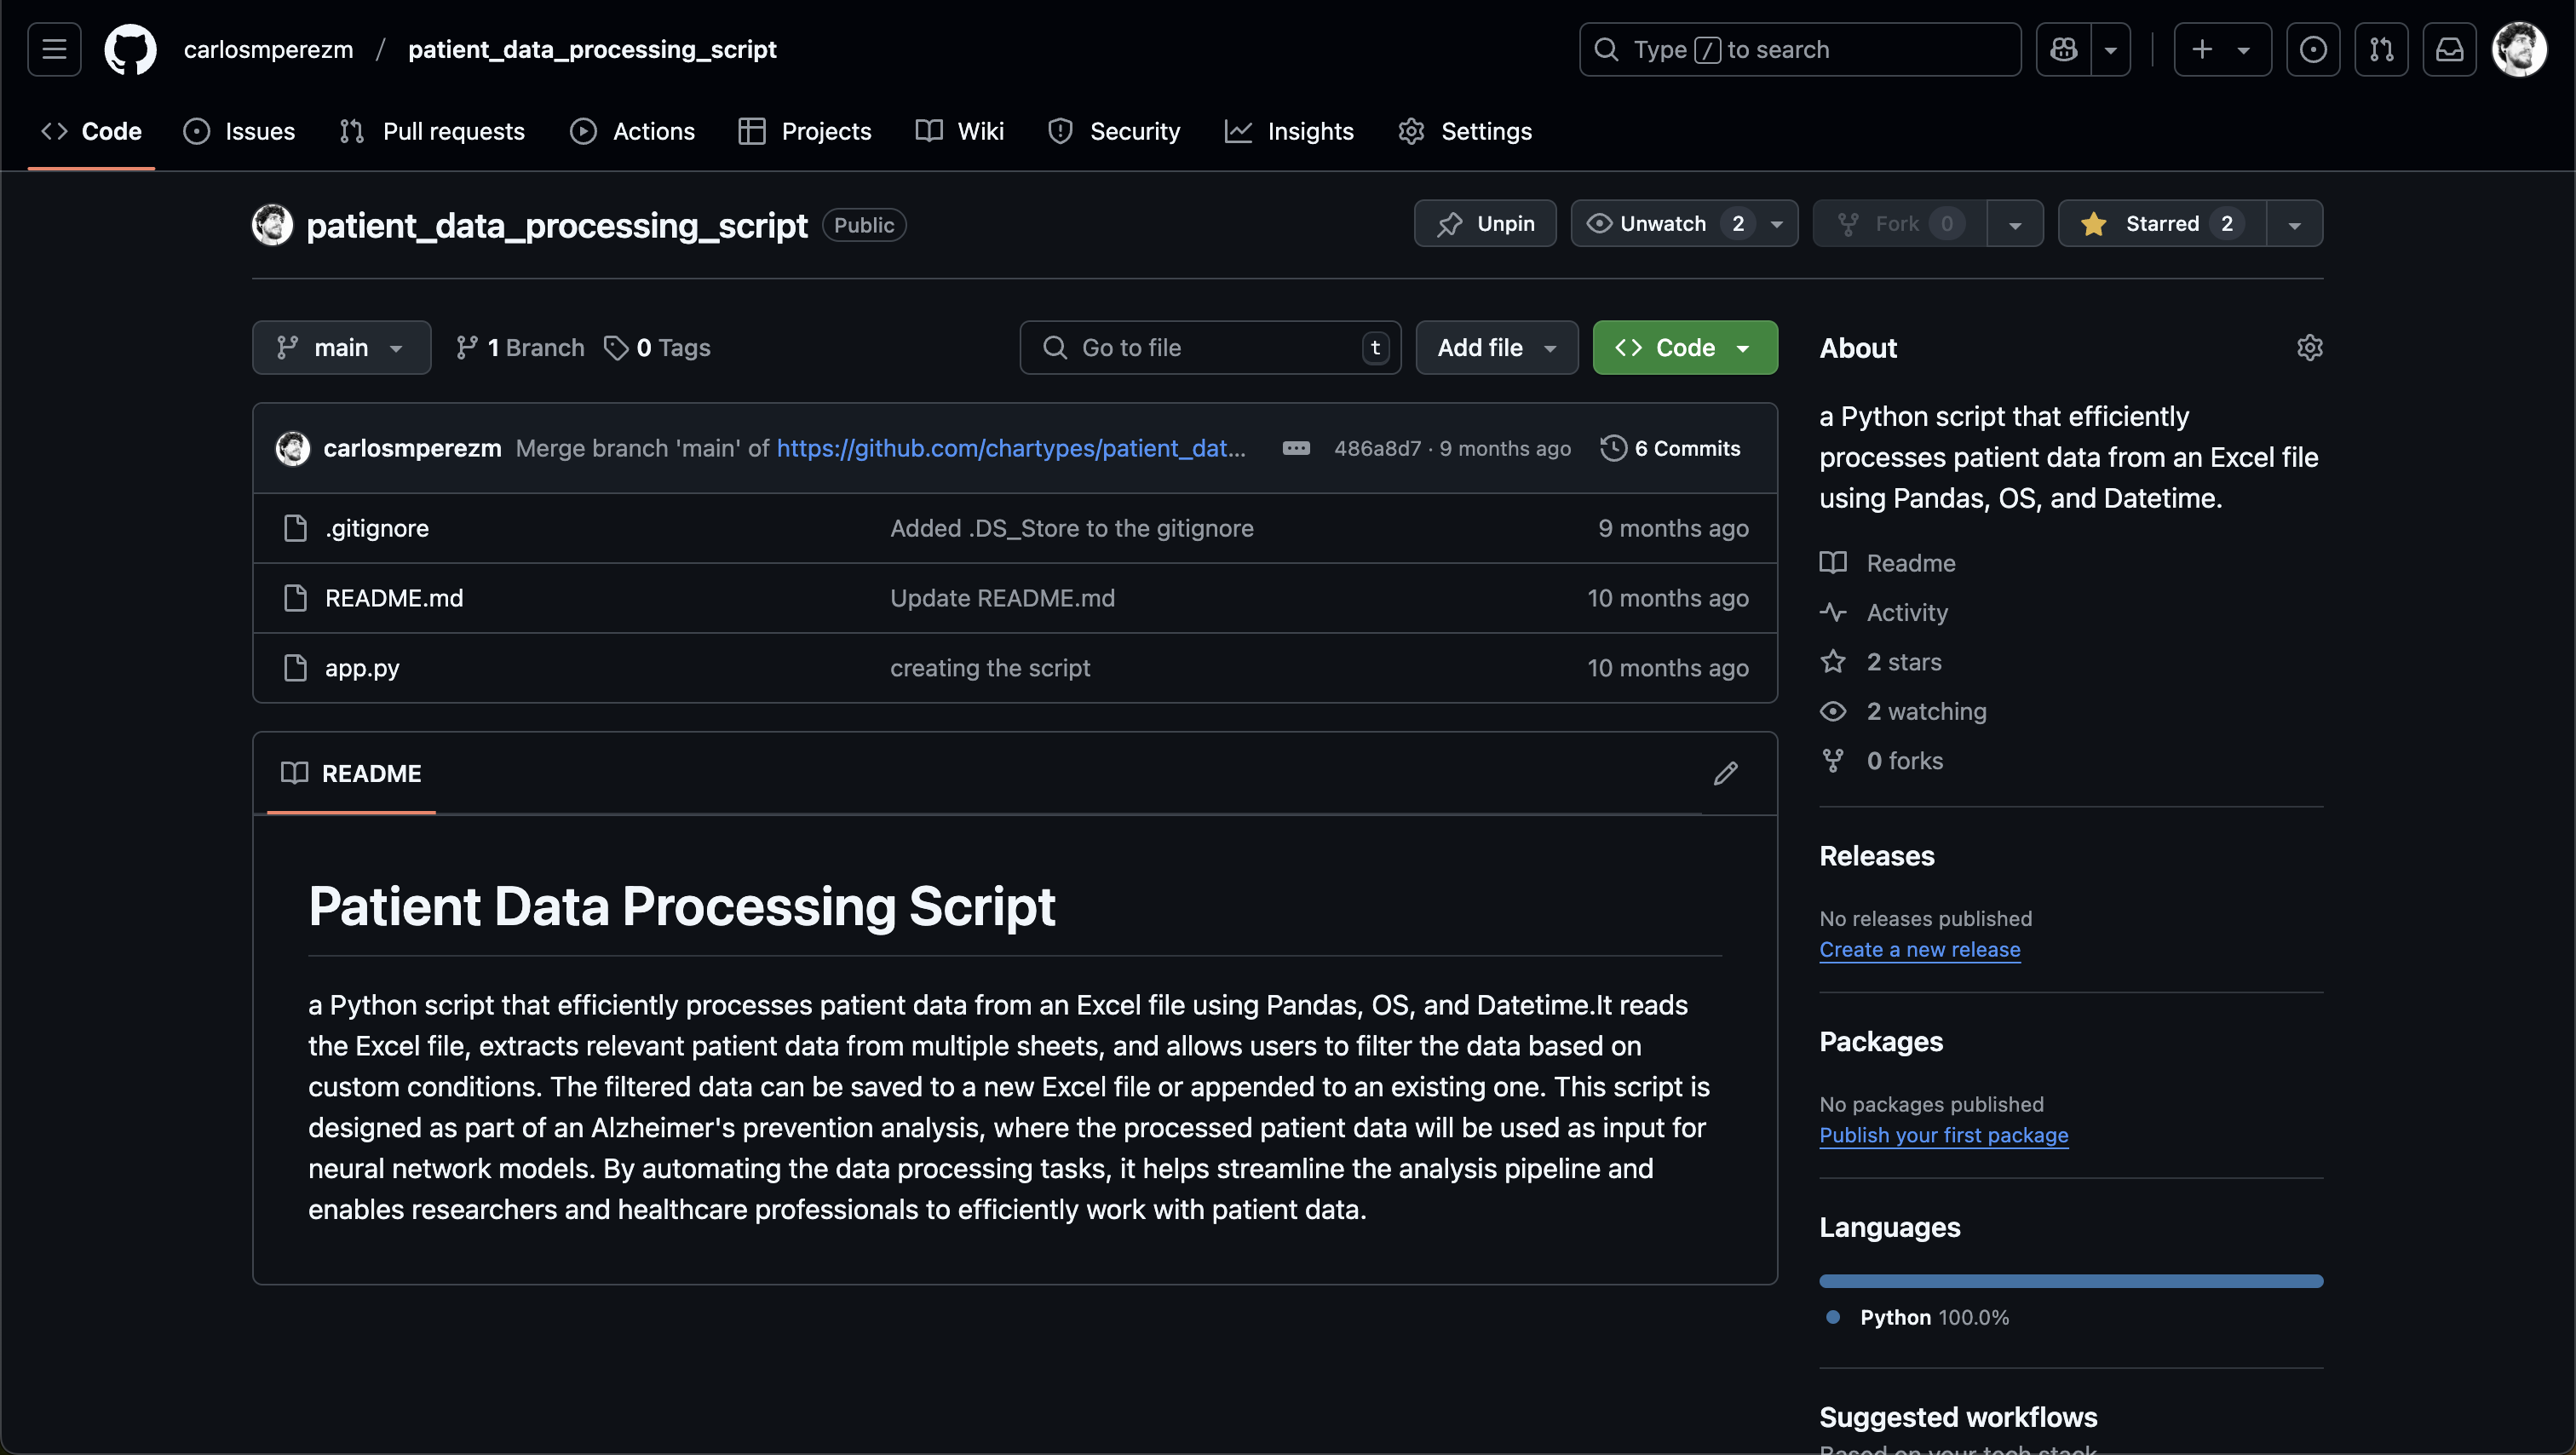 carlosmperezm / patient_data_processing_script
Type / to search
Code
Issues
Pull requests
Actions
Projects
Wiki
Security
Insights
Settings
patient_data_processing_script Public
Unpin
Unwatch 2
Fork 0
Starred 2
main
1 Branch
0 Tags
Go to file t
Add file
Code
carlosmperezm Merge branch 'main' of https://github.com/chartypes/patient_dat... 486a8d7 · 9 months ago 6 Commits
.gitignore Added .DS_Store to the gitignore 9 months ago
README.md Update README.md 10 months ago
app.py creating the script 10 months ago
README
Patient Data Processing Script
a Python script that efficiently processes patient data from an Excel file using Pandas, OS, and Datetime.It reads
the Excel file, extracts relevant patient data from multiple sheets, and allows users to filter the data based on
custom conditions. The filtered data can be saved to a new Excel file or appended to an existing one. This script is
designed as part of an Alzheimer's prevention analysis, where the processed patient data will be used as input for
neural network models. By automating the data processing tasks, it helps streamline the analysis pipeline and
enables researchers and healthcare professionals to efficiently work with patient data.
About
a Python script that efficiently
processes patient data from an Excel file
using Pandas, OS, and Datetime.
Readme
Activity
2 stars
2 watching
0 forks
Releases
No releases published
Create a new release
Packages
No packages published
Publish your first package
Languages
Python 100.0%
Suggested workflows
Based on your tech stack